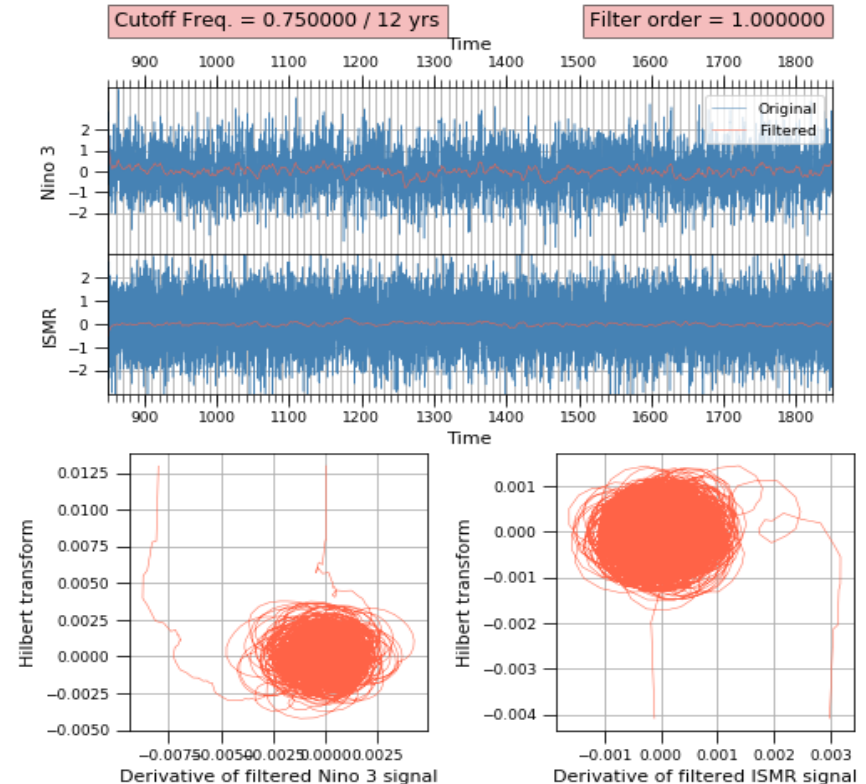 Cutoff Freq. = 0.750000 / 12 yrs
Filter order = 1.000000
Time
900 1000 1100 1200 1300 1400 1500 1600 1700 1800
Original
Filtered
Nino 3
2
1
0
−1
−2
ISMR
2
1
0
−1
−2
900 1000 1100 1200 1300 1400 1500 1600 1700 1800
Time
Hilbert transform
0.0125
0.0100
0.0075
0.0050
0.0025
0.0000
−0.0025
−0.0050
−0.0075 −0.0050 −0.0025 0.0000 0.0025
Derivative of filtered Nino 3 signal
Hilbert transform
0.001
0.000
−0.001
−0.002
−0.003
−0.004
−0.001 0.000 0.001 0.002 0.003
Derivative of filtered ISMR signal